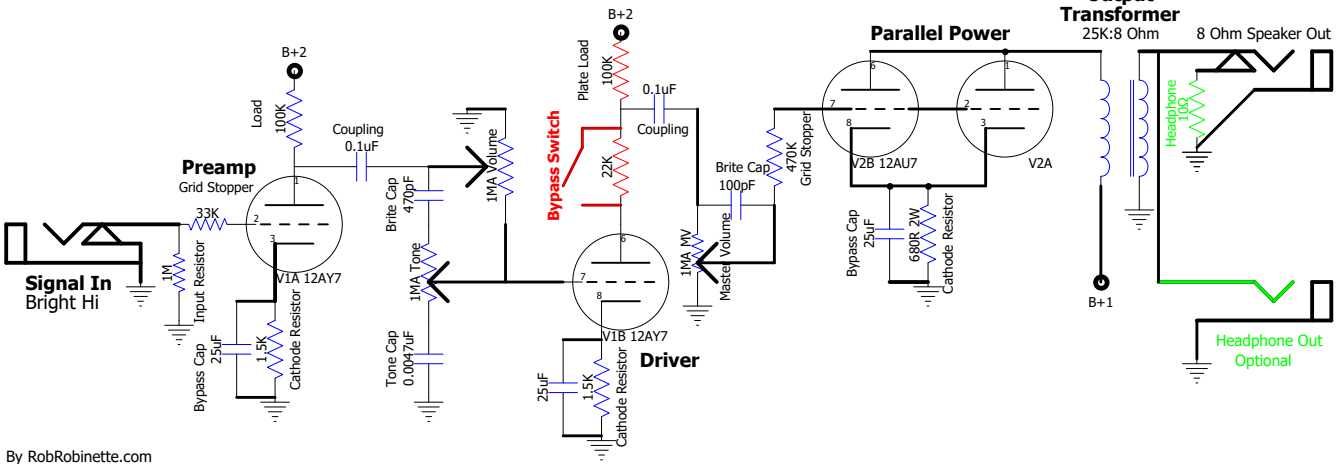 Output
Transformer
25K:8 Ohm
8 Ohm Speaker Out
B+2
B+2
Parallel Power
Load
100K
Plate Load
100K
Coupling
0.1uF
0.1uF
Coupling
Preamp
Grid Stopper
33K
1
2
3
V1A 12AY7
Signal In
Bright Hi
1M
Input Resistor
Bypass Cap
25uF
1.5K
Cathode Resistor
Brite Cap
470pF
1MA Volume
1MA Tone
Tone Cap
0.0047uF
Bypass Switch
22K
6
7
8
V1B 12AY7
Driver
25uF
1.5K
Cathode Resistor
Brite Cap
100pF
1MA MV
Master Volume
470K
Grid Stopper
6
7
8
V2B 12AU7
1
2
3
V2A
Bypass Cap
25uF
680R 2W
Cathode Resistor
B+1
Headphone
10Ω
Headphone Out
Optional
By RobRobinette.com